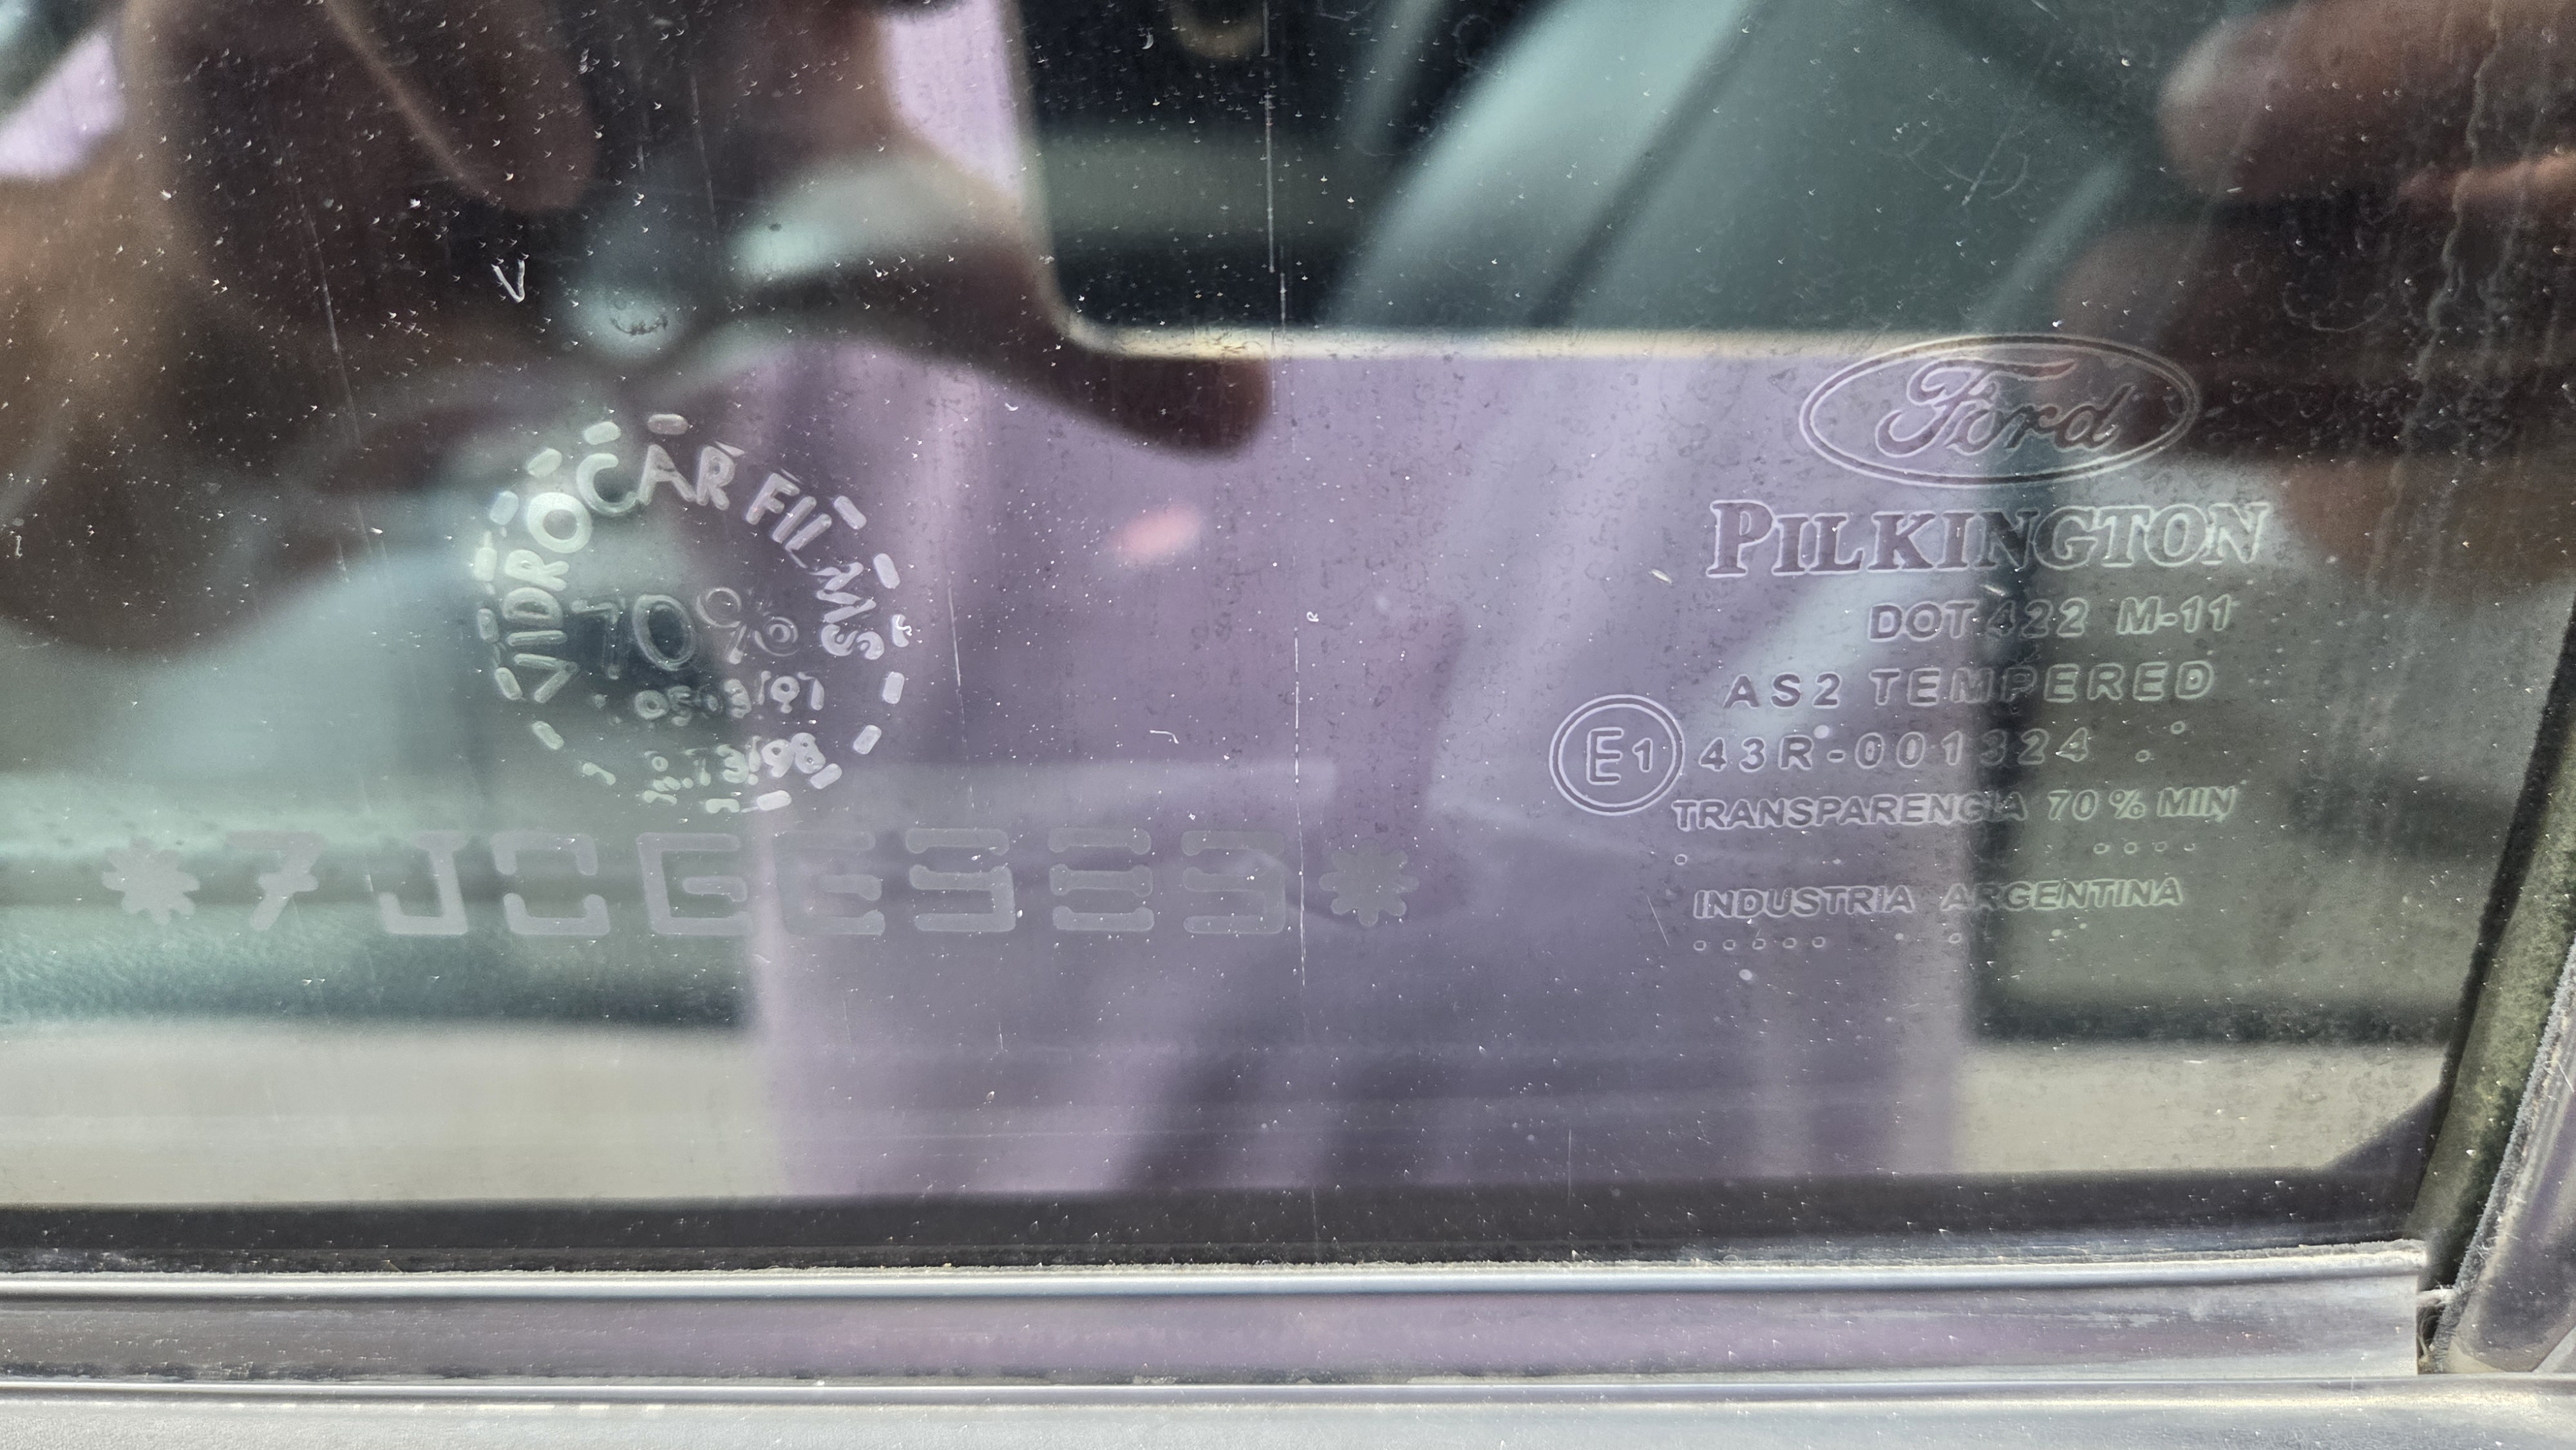 VIDROCAR FILMS
70%
Ford
PILKINGTON
DOT 422 M-11
AS2 TEMPERED
E1 43R-001324
TRANSPARENCIA 70% MIN
INDUSTRIA ARGENTINA